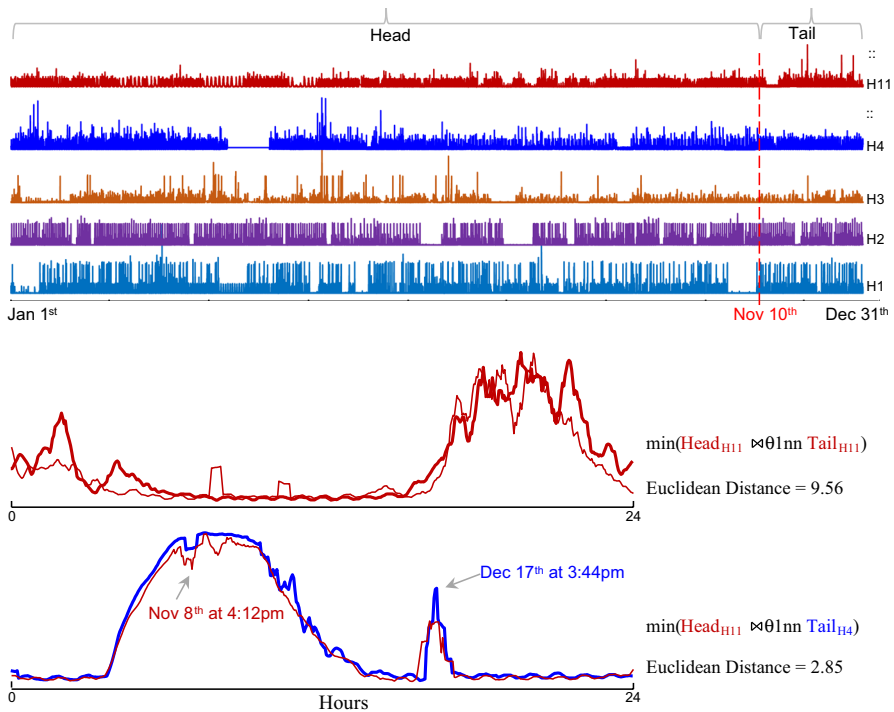 Head
Tail
::
H11
::
H4
H3
H2
H1
Jan 1st
Nov 10th
Dec 31th
min(HeadH11 ⋈θ1nn TailH11)
Euclidean Distance = 9.56
0
24
Dec 17th at 3:44pm
Nov 8th at 4:12pm
min(HeadH11 ⋈θ1nn TailH4)
Euclidean Distance = 2.85
0
Hours
24